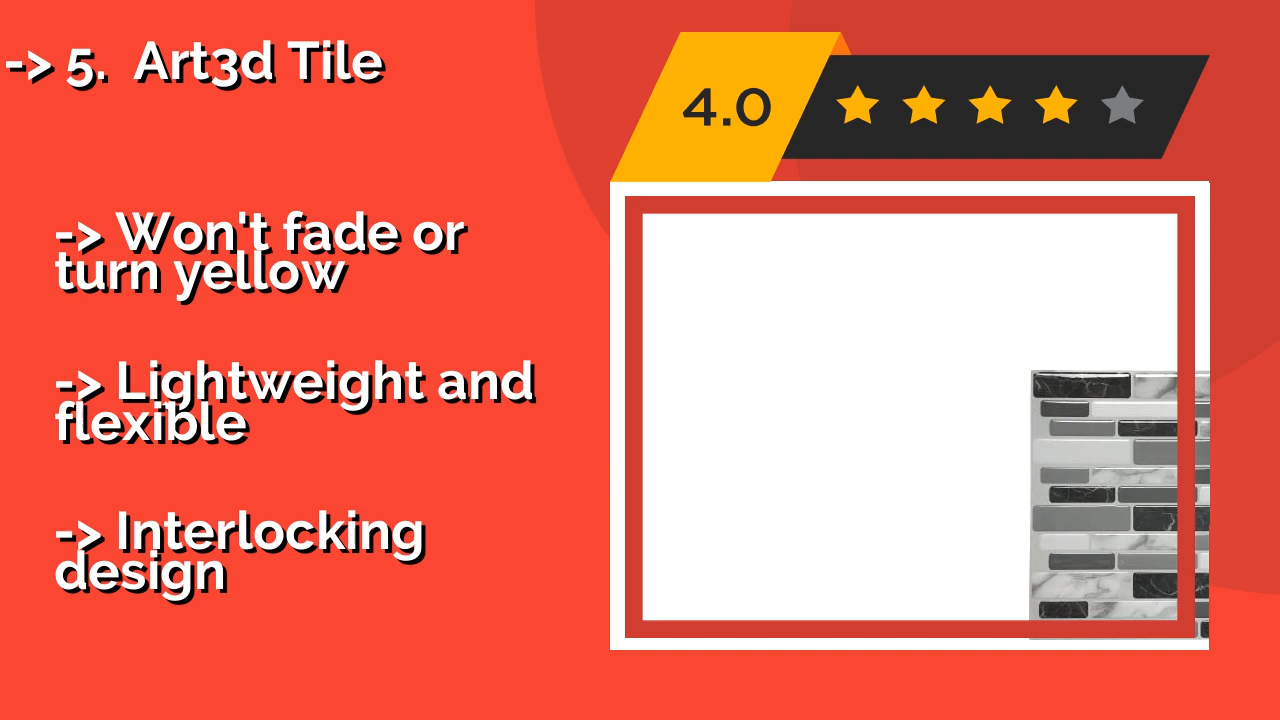 -> 5.  Art3d Tile
4.0
-> Won't fade or
turn yellow
-> Lightweight and
flexible
-> Interlocking
design